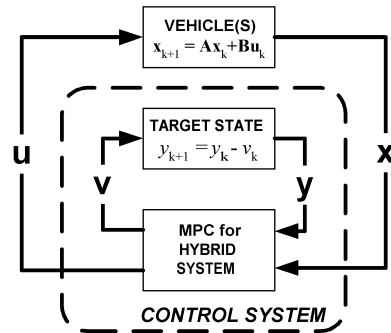 VEHICLE(S)
x_{k+1} = Ax_k+Bu_k
TARGET STATE
y_{k+1} = y_k - v_k
u
v
y
x
MPC for
HYBRID
SYSTEM
CONTROL SYSTEM